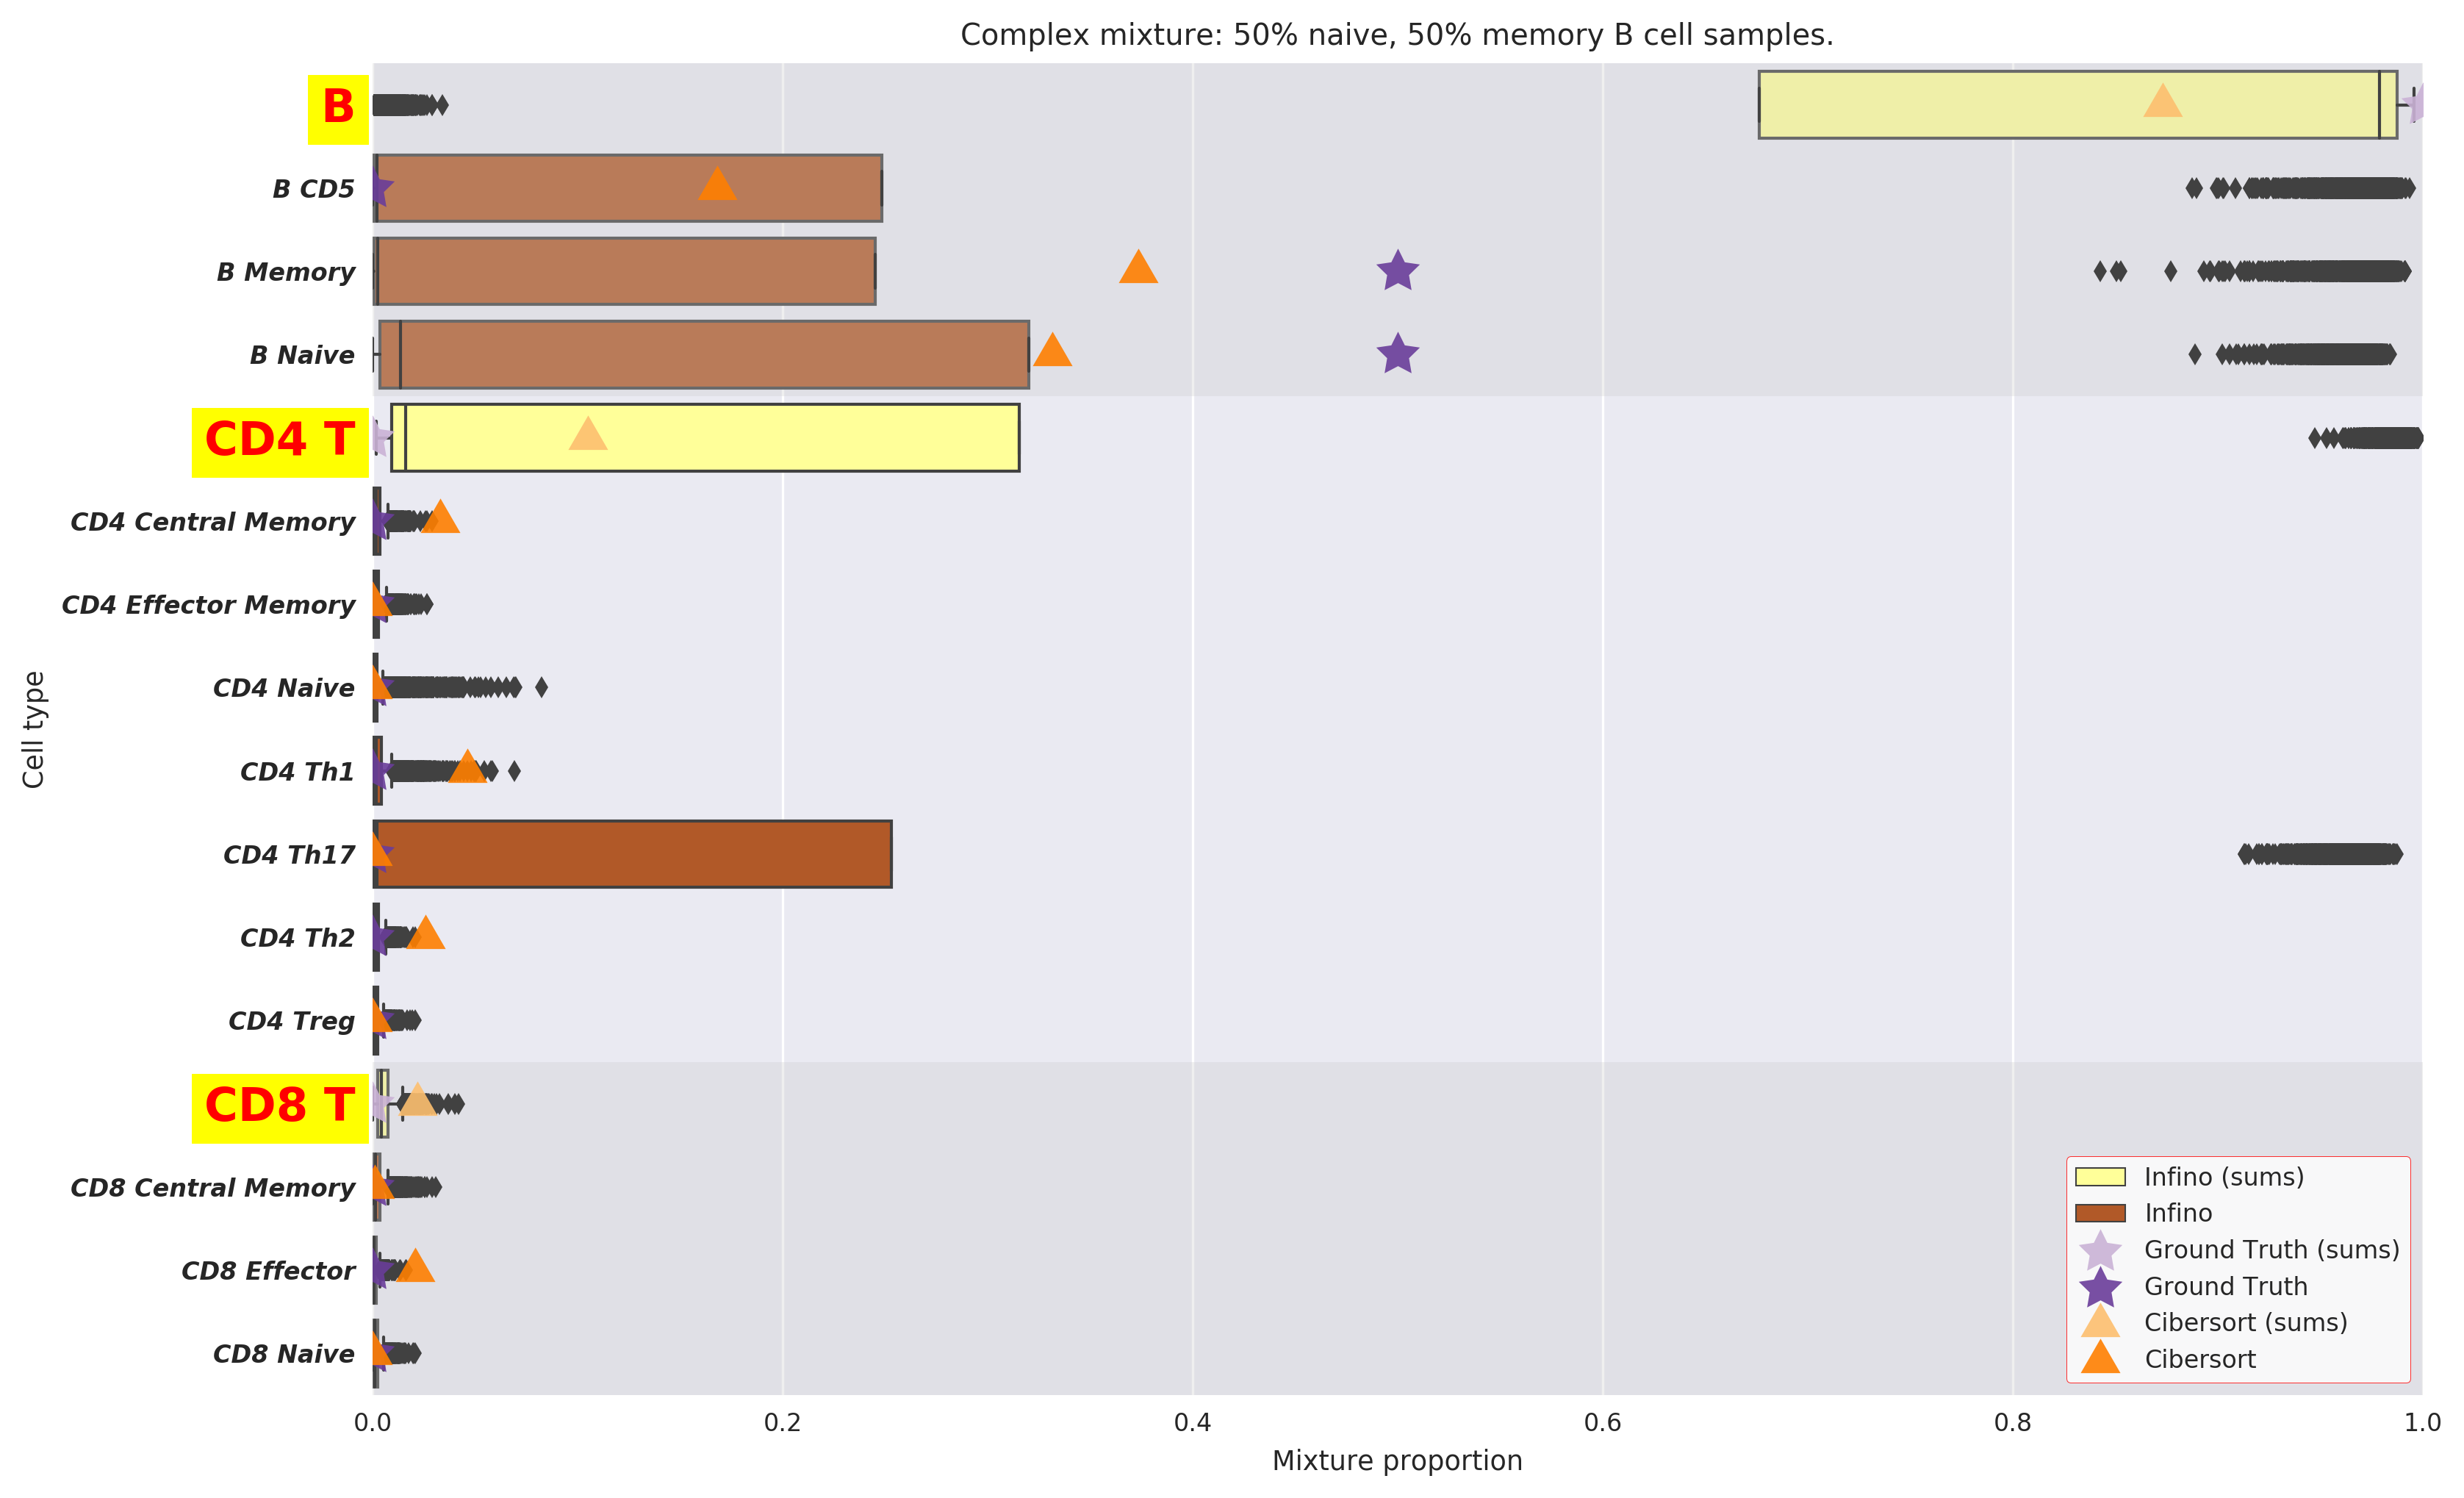 Complex mixture: 50% naive, 50% memory B cell samples.
B
B CD5
B Memory
B Naive
CD4 T
CD4 Central Memory
CD4 Effector Memory
CD4 Naive
CD4 Th1
CD4 Th17
CD4 Th2
CD4 Treg
CD8 T
CD8 Central Memory
CD8 Effector
CD8 Naive
Cell type
Infino (sums)
Infino
Ground Truth (sums)
Ground Truth
Cibersort (sums)
Cibersort
0.0 0.2 0.4 0.6 0.8 1.0
Mixture proportion